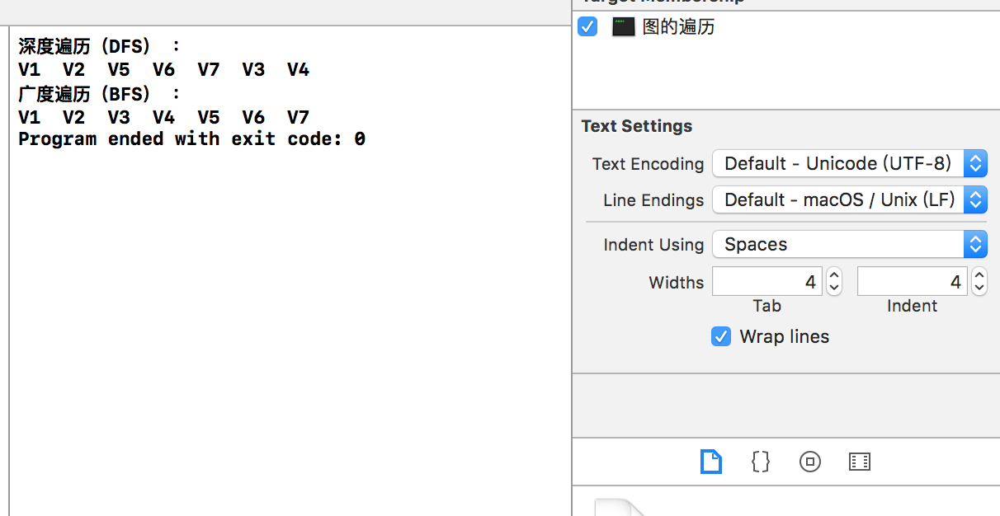 深度遍历（DFS） ：
V1  V2  V5  V6  V7  V3  V4
广度遍历（BFS） ：
V1  V2  V3  V4  V5  V6  V7
Program ended with exit code: 0
Target Membership
图的遍历
Text Settings
Text Encoding Default - Unicode (UTF-8)
Line Endings Default - macOS / Unix (LF)
Indent Using Spaces
Widths 4 4
Tab Indent
Wrap lines